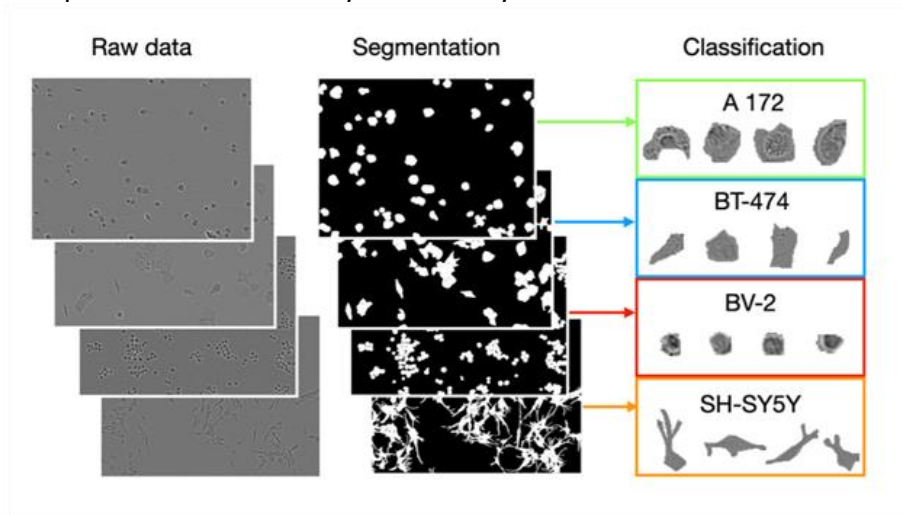 Raw data
Segmentation
Classification
A 172
BT-474
BV-2
SH-SY5Y